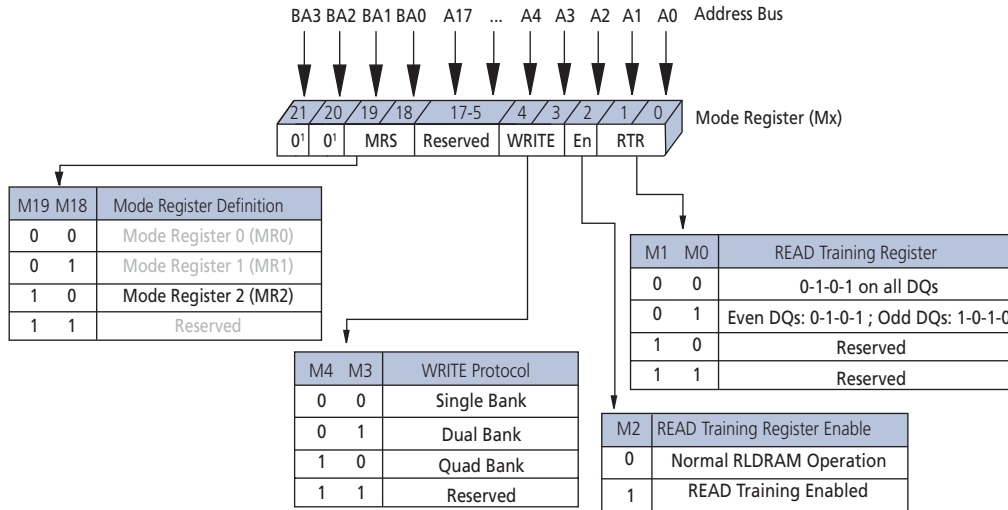 BA3 BA2 BA1 BA0 A17 ... A4 A3 A2 A1 A0 Address Bus
21 20 19 18 17-5 4 3 2 1 0 Mode Register (Mx)
0¹ 0¹ MRS Reserved WRITE En RTR
M19 M18 Mode Register Definition
0 0 Mode Register 0 (MR0)
0 1 Mode Register 1 (MR1)
1 0 Mode Register 2 (MR2)
1 1 Reserved
M1 M0 READ Training Register
0 0 0-1-0-1 on all DQs
0 1 Even DQs: 0-1-0-1 ; Odd DQs: 1-0-1-0
1 0 Reserved
1 1 Reserved
M4 M3 WRITE Protocol
0 0 Single Bank
0 1 Dual Bank
1 0 Quad Bank
1 1 Reserved
M2 READ Training Register Enable
0 Normal RLDRAM Operation
1 READ Training Enabled